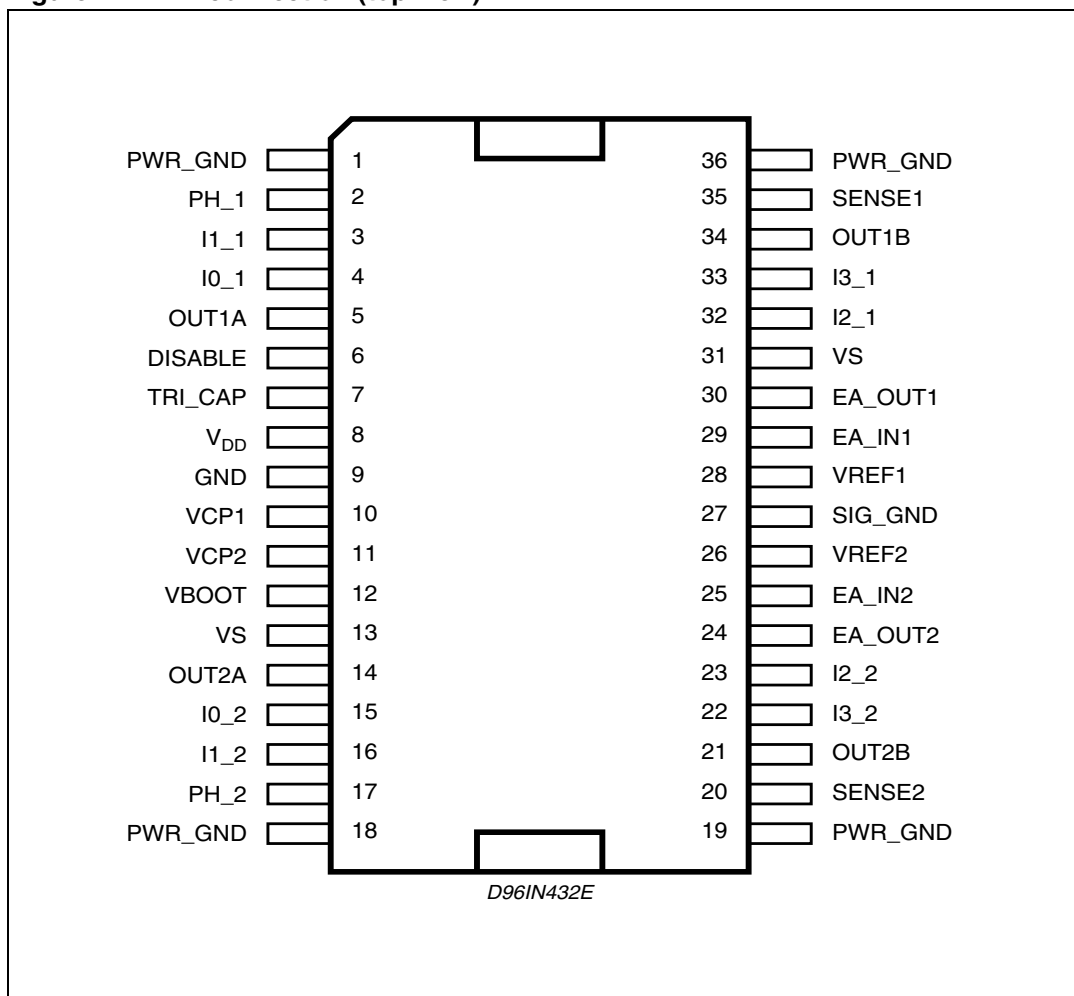 PWR_GND 1 36 PWR_GND
PH_1 2 35 SENSE1
I1_1 3 34 OUT1B
I0_1 4 33 I3_1
OUT1A 5 32 I2_1
DISABLE 6 31 VS
TRI_CAP 7 30 EA_OUT1
VDD 8 29 EA_IN1
GND 9 28 VREF1
VCP1 10 27 SIG_GND
VCP2 11 26 VREF2
VBOOT 12 25 EA_IN2
VS 13 24 EA_OUT2
OUT2A 14 23 I2_2
I0_2 15 22 I3_2
I1_2 16 21 OUT2B
PH_2 17 20 SENSE2
PWR_GND 18 19 PWR_GND
D96IN432E